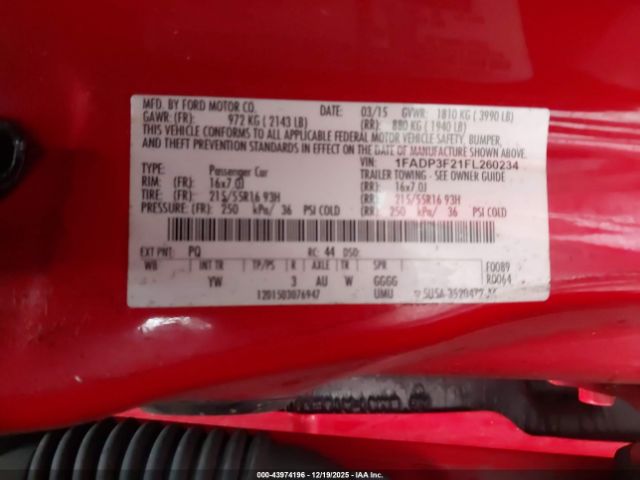 MFD. BY FORD MOTOR CO. DATE: 03/15 GVWR: 1810 KG ( 3990 LB)
GAWR: (FR): 972 KG ( 2143 LB) (RR): 880 KG ( 1940 LB)
THIS VEHICLE CONFORMS TO ALL APPLICABLE FEDERAL MOTOR VEHICLE SAFETY, BUMPER,
AND THEFT PREVENTION STANDARDS IN EFFECT ON THE DATE OF MANUFACTURE SHOWN ABOVE.
VIN: 1FADP3F21FL260234
TYPE: Passenger Car TRAILER TOWING - SEE OWNER GUIDE
RIM: (FR): 16x7.0J (RR): 16x7.0J
TIRE: (FR): 215/55R16 93H (RR): 215/55R16 93H
PRESSURE: (FR): 250 kPa/ 36 PSI COLD (RR): 250 kPa/ 36 PSI COLD
EXT PNT: PQ RC: 44 DSO:
WB INT TR TP/PS R AXLE TK SPR F0089
YW 3 AU W GGGG R0064
1201503076947 UMU
00-43974196 - 12/19/2025 - IAA Inc.